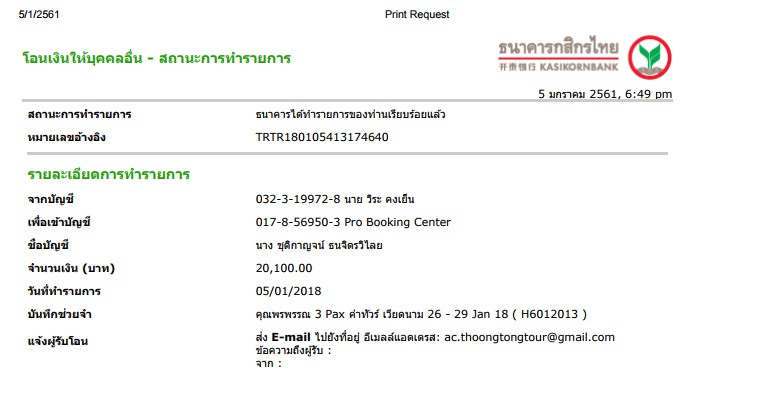 5/1/2561 Print Request
โอนเงินให้บุคคลอื่น - สถานะการทำรายการ
ธนาคารกสิกรไทย
开泰银行 KASIKORNBANK
5 มกราคม 2561, 6:49 pm
สถานะการทำรายการ ธนาคารได้ทำรายการของท่านเรียบร้อยแล้ว
หมายเลขอ้างอิง TRTR180105413174640
รายละเอียดการทำรายการ
จากบัญชี 032-3-19972-8 นาย วิระ คงเย็น
เพื่อเข้าบัญชี 017-8-56950-3 Pro Booking Center
ชื่อบัญชี นาง ชุติกาญจน์ ธนจิตรวิไลย
จำนวนเงิน (บาท) 20,100.00
วันที่ทำรายการ 05/01/2018
บันทึกช่วยจำ คุณพรพรรณ 3 Pax ค่าทัวร์ เวียดนาม 26 - 29 Jan 18 ( H6012013 )
แจ้งผู้รับโอน ส่ง E-mail ไปยังที่อยู่ อีเมลล์แอดเดรส: ac.thoongtongtour@gmail.com
ข้อความถึงผู้รับ :
จาก :